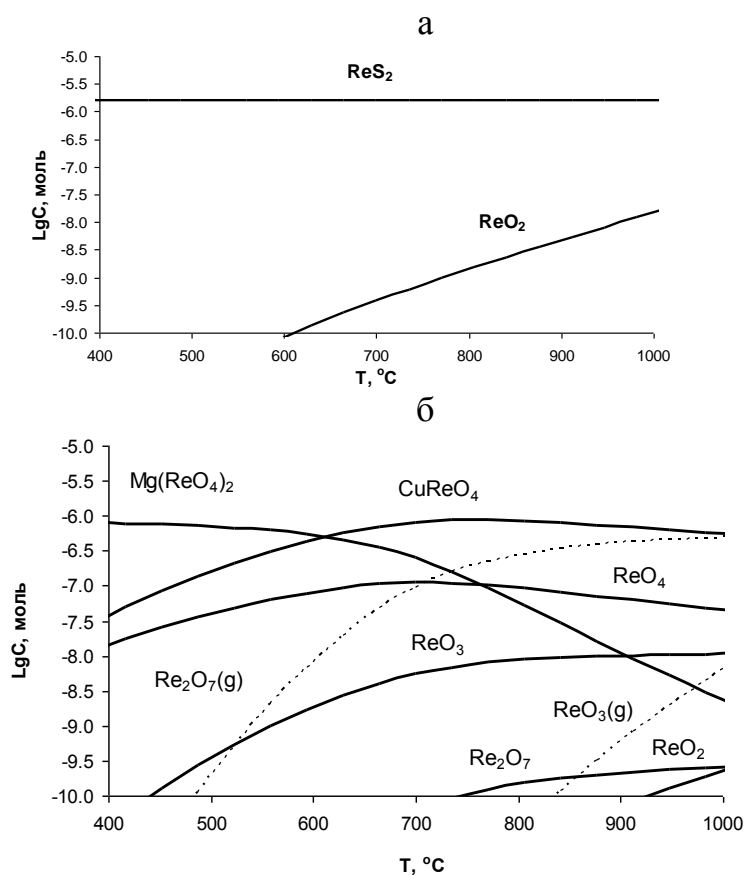 а
-5.0
-5.5
-6.0
-6.5
-7.0
-7.5
-8.0
-8.5
-9.0
-9.5
-10.0
LgC, моль
ReS2
ReO2
400 500 600 700 800 900 1000
T, °C
б
-5.0
-5.5
-6.0
-6.5
-7.0
-7.5
-8.0
-8.5
-9.0
-9.5
-10.0
LgC, моль
Mg(ReO4)2
CuReO4
ReO4
ReO3
Re2O7(g)
ReO3(g)
Re2O7
ReO2
400 500 600 700 800 900 1000
T, °C